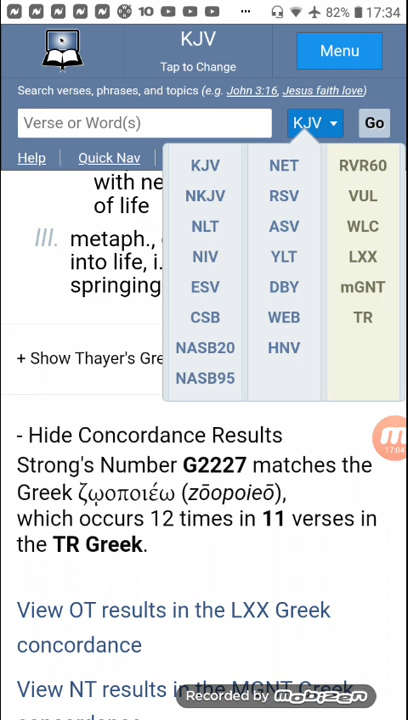 10 ... 82% 17:34
KJV
Tap to Change
Menu
Search verses, phrases, and topics (e.g. John 3:16, Jesus faith love)
Verse or Word(s)
KJV
Go
Help
Quick Nav
KJV NET RVR60
NKJV RSV VUL
NLT ASV WLC
NIV YLT LXX
ESV DBY mGNT
CSB WEB TR
NASB20 HNV
NASB95
with ne
of life
III. metaph.,
into life, i.
springing
+ Show Thayer's Gre
17:04
- Hide Concordance Results
Strong's Number G2227 matches the
Greek ζῳοποιέω (zōopoieō),
which occurs 12 times in 11 verses in
the TR Greek.
View OT results in the LXX Greek
concordance
View NT results in the MGNT Greek
concordance
Recorded by mobizen